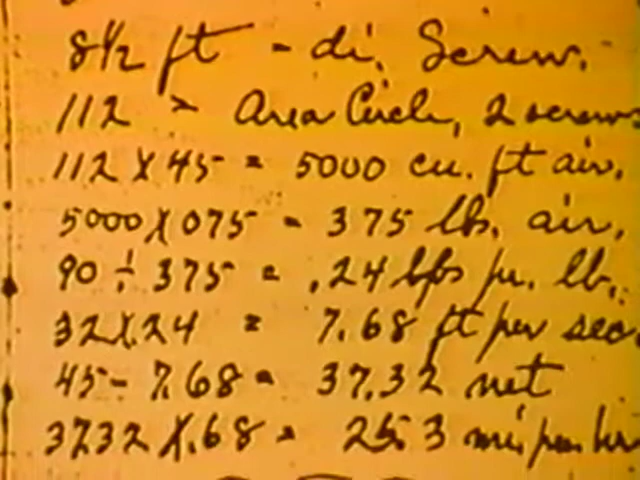 8½ ft = di. Screw.
112 = Area Circle, 2 screws
112 X 45 = 5000 cu. ft air.
5000 X 075 = 375 lbs. air.
90 ÷ 375 = .24 lbs pr. lb.
32 X .24 = 7.68 ft per sec.
45 - 7.68 = 37.32 net
3732 X .68 = 25.3 mi. per hr